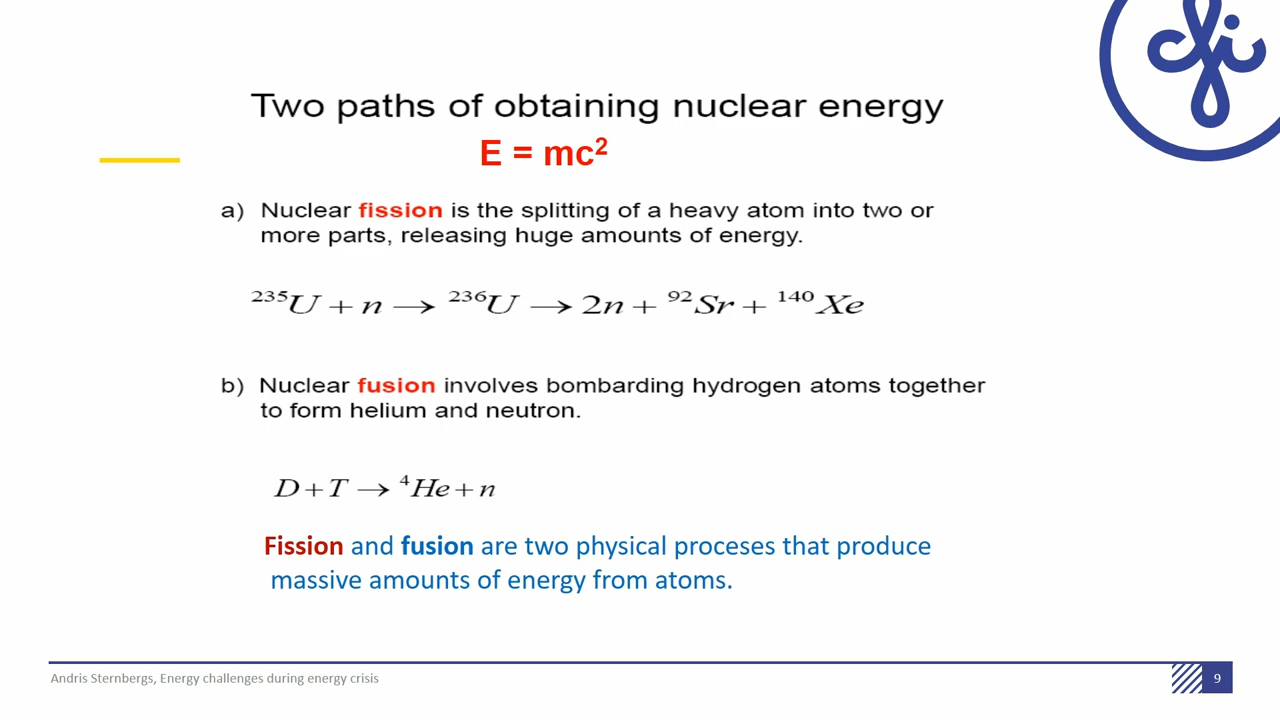 Two paths of obtaining nuclear energy
E = mc²
a) Nuclear fission is the splitting of a heavy atom into two or
more parts, releasing huge amounts of energy.
²³⁵U + n → ²³⁶U → 2n + ⁹²Sr + ¹⁴⁰Xe
b) Nuclear fusion involves bombarding hydrogen atoms together
to form helium and neutron.
D + T → ⁴He + n
Fission and fusion are two physical proceses that produce
massive amounts of energy from atoms.
Andris Sternbergs, Energy challenges during energy crisis
9